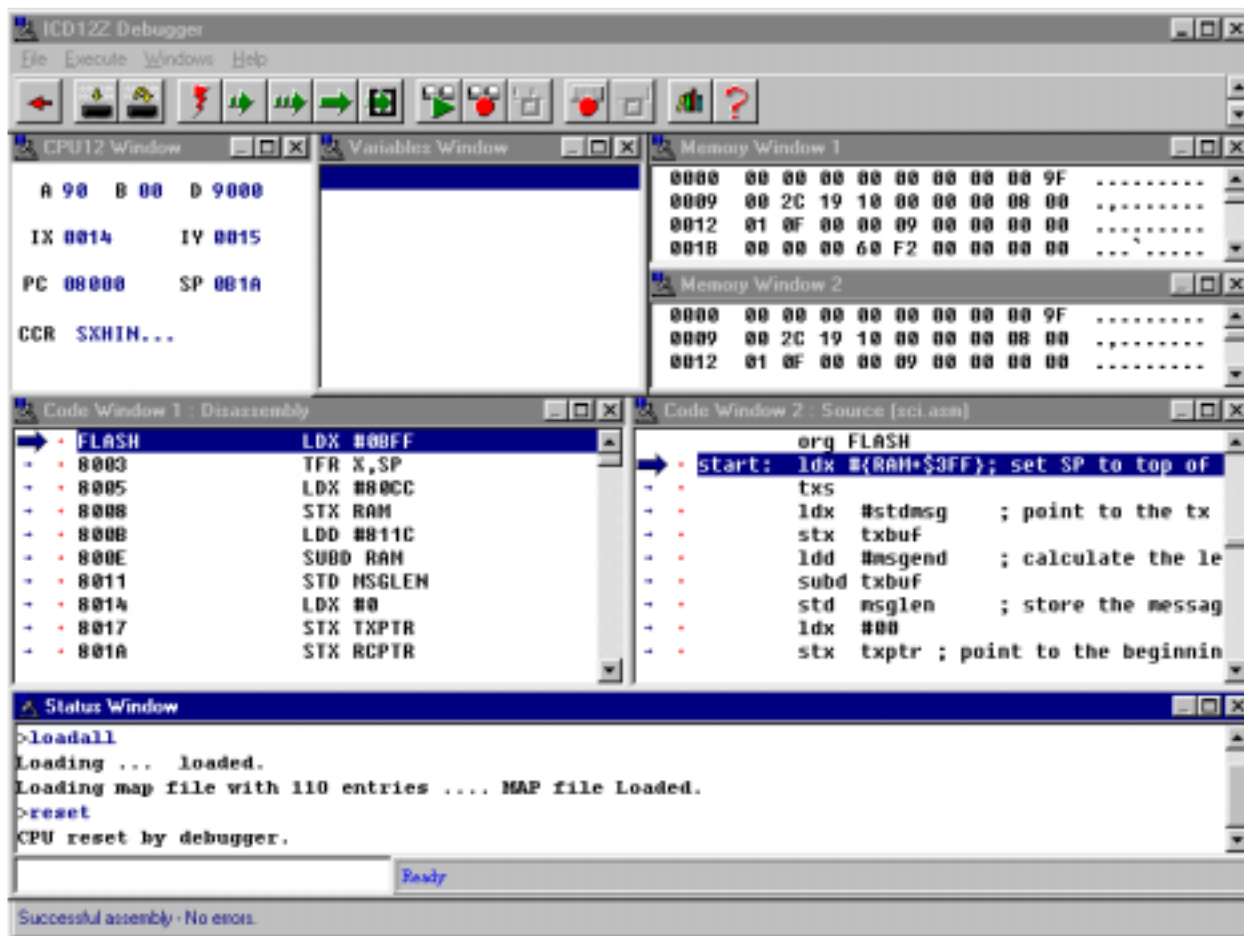 ICD12Z Debugger
File Execute Windows Help
CPU12 Window
A 90 B 00 D 9000
IX 0014 IY 0015
PC 08000 SP 0B1A
CCR SXHIN...
Variables Window
Memory Window 1
0000 00 00 00 00 00 00 00 00 9F .........
0009 00 2C 19 10 00 00 00 08 00 .,.......
0012 01 0F 00 00 09 00 00 00 00 .........
001B 00 00 00 60 F2 00 00 00 00 ...`.....
Memory Window 2
0000 00 00 00 00 00 00 00 00 9F .........
0009 00 2C 19 10 00 00 00 08 00 .,.......
0012 01 0F 00 00 09 00 00 00 00 .........
Code Window 1 : Disassembly
FLASH LDX #0BFF
8003 TFR X,SP
8005 LDX #80CC
8008 STX RAM
800B LDD #811C
800E SUBD RAM
8011 STD MSGLEN
8014 LDX #0
8017 STX TXPTR
801A STX RCPTR
Code Window 2 : Source (sci.asm)
org FLASH
start: ldx #{RAM+$3FF}; set SP to top of
txs
ldx #stdmsg ; point to the tx
stx txbuf
ldd #msgend ; calculate the le
subd txbuf
std msglen ; store the messag
ldx #00
stx txptr ; point to the beginnin
Status Window
>loadall
Loading ... loaded.
Loading map file with 110 entries .... MAP file Loaded.
>reset
CPU reset by debugger.
Ready
Successful assembly - No errors.